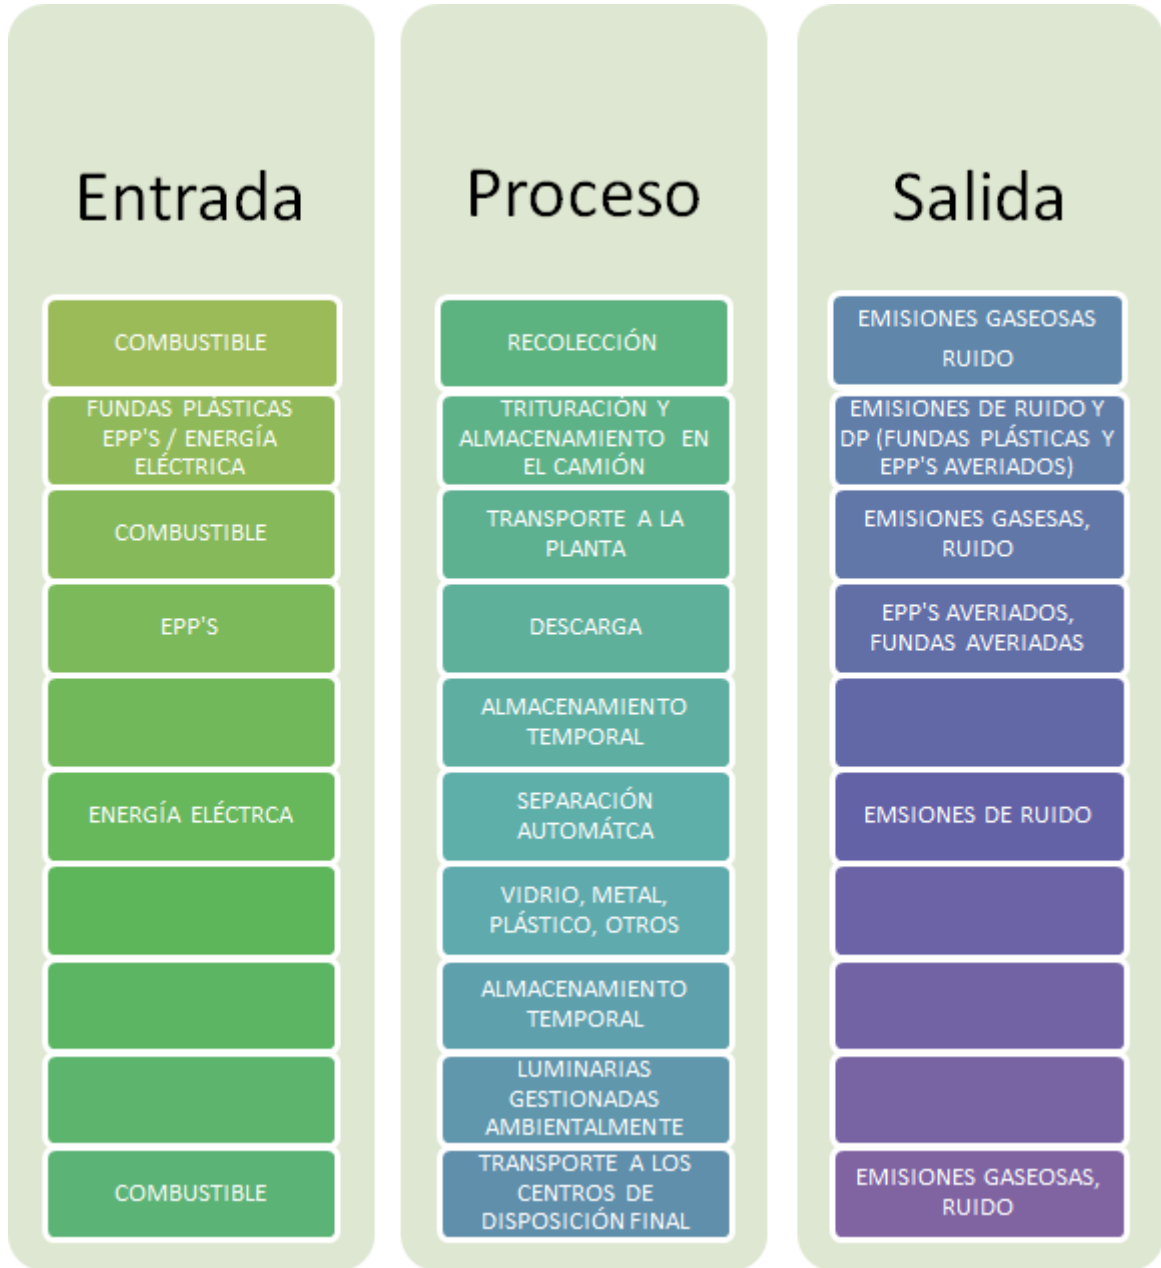 Entrada
COMBUSTIBLE
FUNDAS PLÁSTICAS
EPP'S / ENERGÍA
ELÉCTRICA
COMBUSTIBLE
EPP'S
ENERGÍA ELÉCTRCA
COMBUSTIBLE
Proceso
RECOLECCIÓN
TRITURACIÓN Y
ALMACENAMIENTO EN
EL CAMIÓN
TRANSPORTE A LA
PLANTA
DESCARGA
ALMACENAMIENTO
TEMPORAL
SEPARACIÓN
AUTOMÁTCA
VIDRIO, METAL,
PLÁSTICO, OTROS
ALMACENAMIENTO
TEMPORAL
LUMINARIAS
GESTIONADAS
AMBIENTALMENTE
TRANSPORTE A LOS
CENTROS DE
DISPOSICIÓN FINAL
Salida
EMISIONES GASEOSAS
RUIDO
EMISIONES DE RUIDO Y
DP (FUNDAS PLÁSTICAS Y
EPP'S AVERIADOS)
EMISIONES GASESAS,
RUIDO
EPP'S AVERIADOS,
FUNDAS AVERIADAS
EMSIONES DE RUIDO
EMISIONES GASEOSAS,
RUIDO